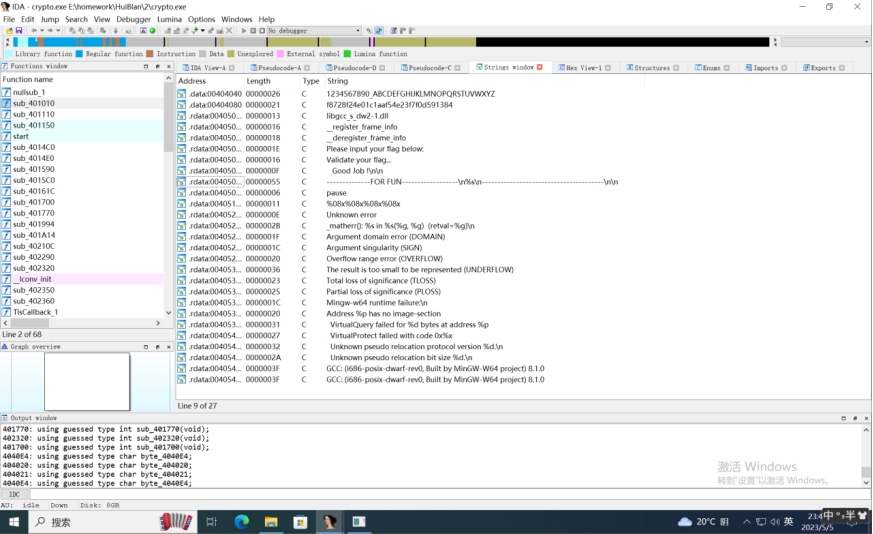 IDA - crypto.exe E:\homework\HuiBian\2\crypto.exe
File Edit Jump Search View Debugger Lumina Options Windows Help
No debugger
Library function Regular function Instruction Data Unexplored External symbol Lumina function
Functions window
IDA View-A Pseudocode-A Pseudocode-D Pseudocode-C Strings window Hex View-1 Structures Enums Imports Exports
Function name
Address Length Type String
nullsub_1
sub_401010
sub_401110
sub_401150
start
sub_4014C0
sub_4014E0
sub_401590
sub_4015C0
sub_40161C
sub_401700
sub_401770
sub_401994
sub_401A14
sub_40210C
sub_402290
sub_402320
__lconv_init
sub_402350
sub_402360
TlsCallback_1
Line 2 of 68
.data:00404040 00000026 C 1234567890_ABCDEFGHIJKLMNOPQRSTUVWXYZ
.data:00404080 00000021 C f8728f24e01c1aaf54e23f7f0d591384
.rdata:004050... 00000013 C libgcc_s_dw2-1.dll
.rdata:004050... 00000016 C __register_frame_info
.rdata:004050... 00000018 C __deregister_frame_info
.rdata:004050... 0000001E C Please input your flag below:
.rdata:004050... 00000016 C Validate your flag...
.rdata:004050... 0000000F C Good Job !\n\n
.rdata:004050... 00000055 C --------------FOR FUN------------------\n%s\n---------------------------------------\n\n
.rdata:004050... 00000006 C pause
.rdata:004051... 00000011 C %08x%08x%08x%08x
.rdata:004052... 0000000E C Unknown error
.rdata:004052... 0000002B C _matherr(): %s in %s(%g, %g) (retval=%g)\n
.rdata:004052... 0000001F C Argument domain error (DOMAIN)
.rdata:004052... 0000001C C Argument singularity (SIGN)
.rdata:004052... 00000020 C Overflow range error (OVERFLOW)
.rdata:004053... 00000036 C The result is too small to be represented (UNDERFLOW)
.rdata:004053... 00000023 C Total loss of significance (TLOSS)
.rdata:004053... 00000025 C Partial loss of significance (PLOSS)
.rdata:004053... 0000001C C Mingw-w64 runtime failure:\n
.rdata:004053... 00000020 C Address %p has no image-section
.rdata:004053... 00000031 C VirtualQuery failed for %d bytes at address %p
.rdata:004054... 00000027 C VirtualProtect failed with code 0x%x
.rdata:004054... 00000032 C Unknown pseudo relocation protocol version %d.\n
.rdata:004054... 0000002A C Unknown pseudo relocation bit size %d.\n
.rdata:004054... 0000003F C GCC: (i686-posix-dwarf-rev0, Built by MinGW-W64 project) 8.1.0
.rdata:004054... 0000003F C GCC: (i686-posix-dwarf-rev0, Built by MinGW-W64 project) 8.1.0
Graph overview
Line 9 of 27
Output window
401770: using guessed type int sub_401770(void);
402320: using guessed type int sub_402320(void);
401700: using guessed type int sub_401700(void);
4040E4: using guessed type char byte_4040E4;
404020: using guessed type char byte_404020;
404021: using guessed type char byte_404021;
4040E4: using guessed type char byte_4040E4;
激活 Windows
转到"设置"以激活 Windows。
IDC
AU: idle Down Disk: 8GB
搜索
20°C 阴
英
23:4
中 半
2023/5/5